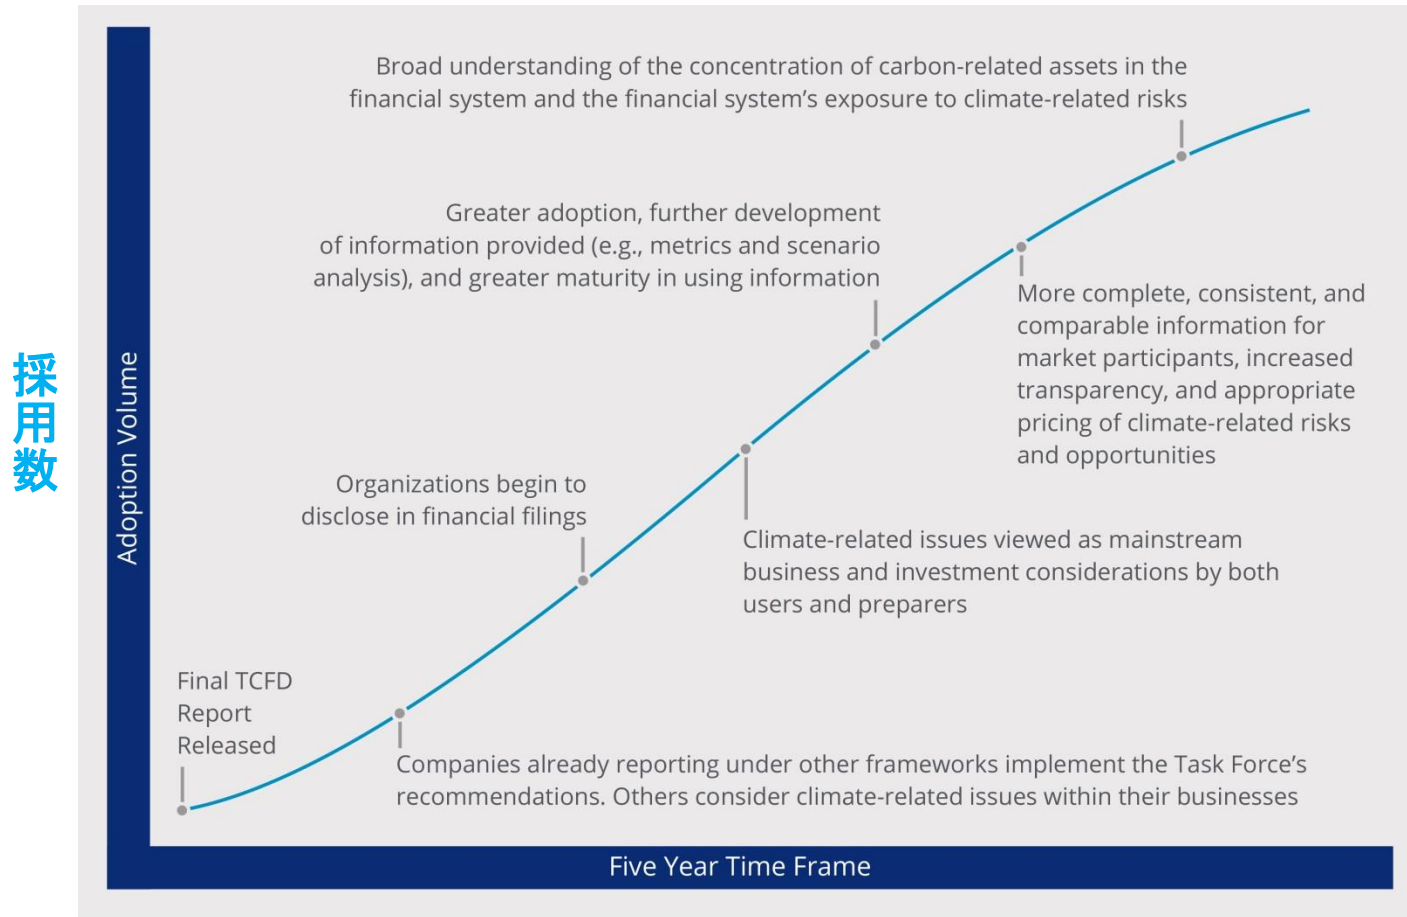 Broad understanding of the concentration of carbon-related assets in the
financial system and the financial system’s exposure to climate-related risks
Greater adoption, further development
of information provided (e.g., metrics and scenario
analysis), and greater maturity in using information
More complete, consistent, and
comparable information for
market participants, increased
transparency, and appropriate
pricing of climate-related risks
and opportunities
採用数
Adoption Volume
Organizations begin to
disclose in financial filings
Climate-related issues viewed as mainstream
business and investment considerations by both
users and preparers
Final TCFD
Report
Released
Companies already reporting under other frameworks implement the Task Force’s
recommendations. Others consider climate-related issues within their businesses
Five Year Time Frame